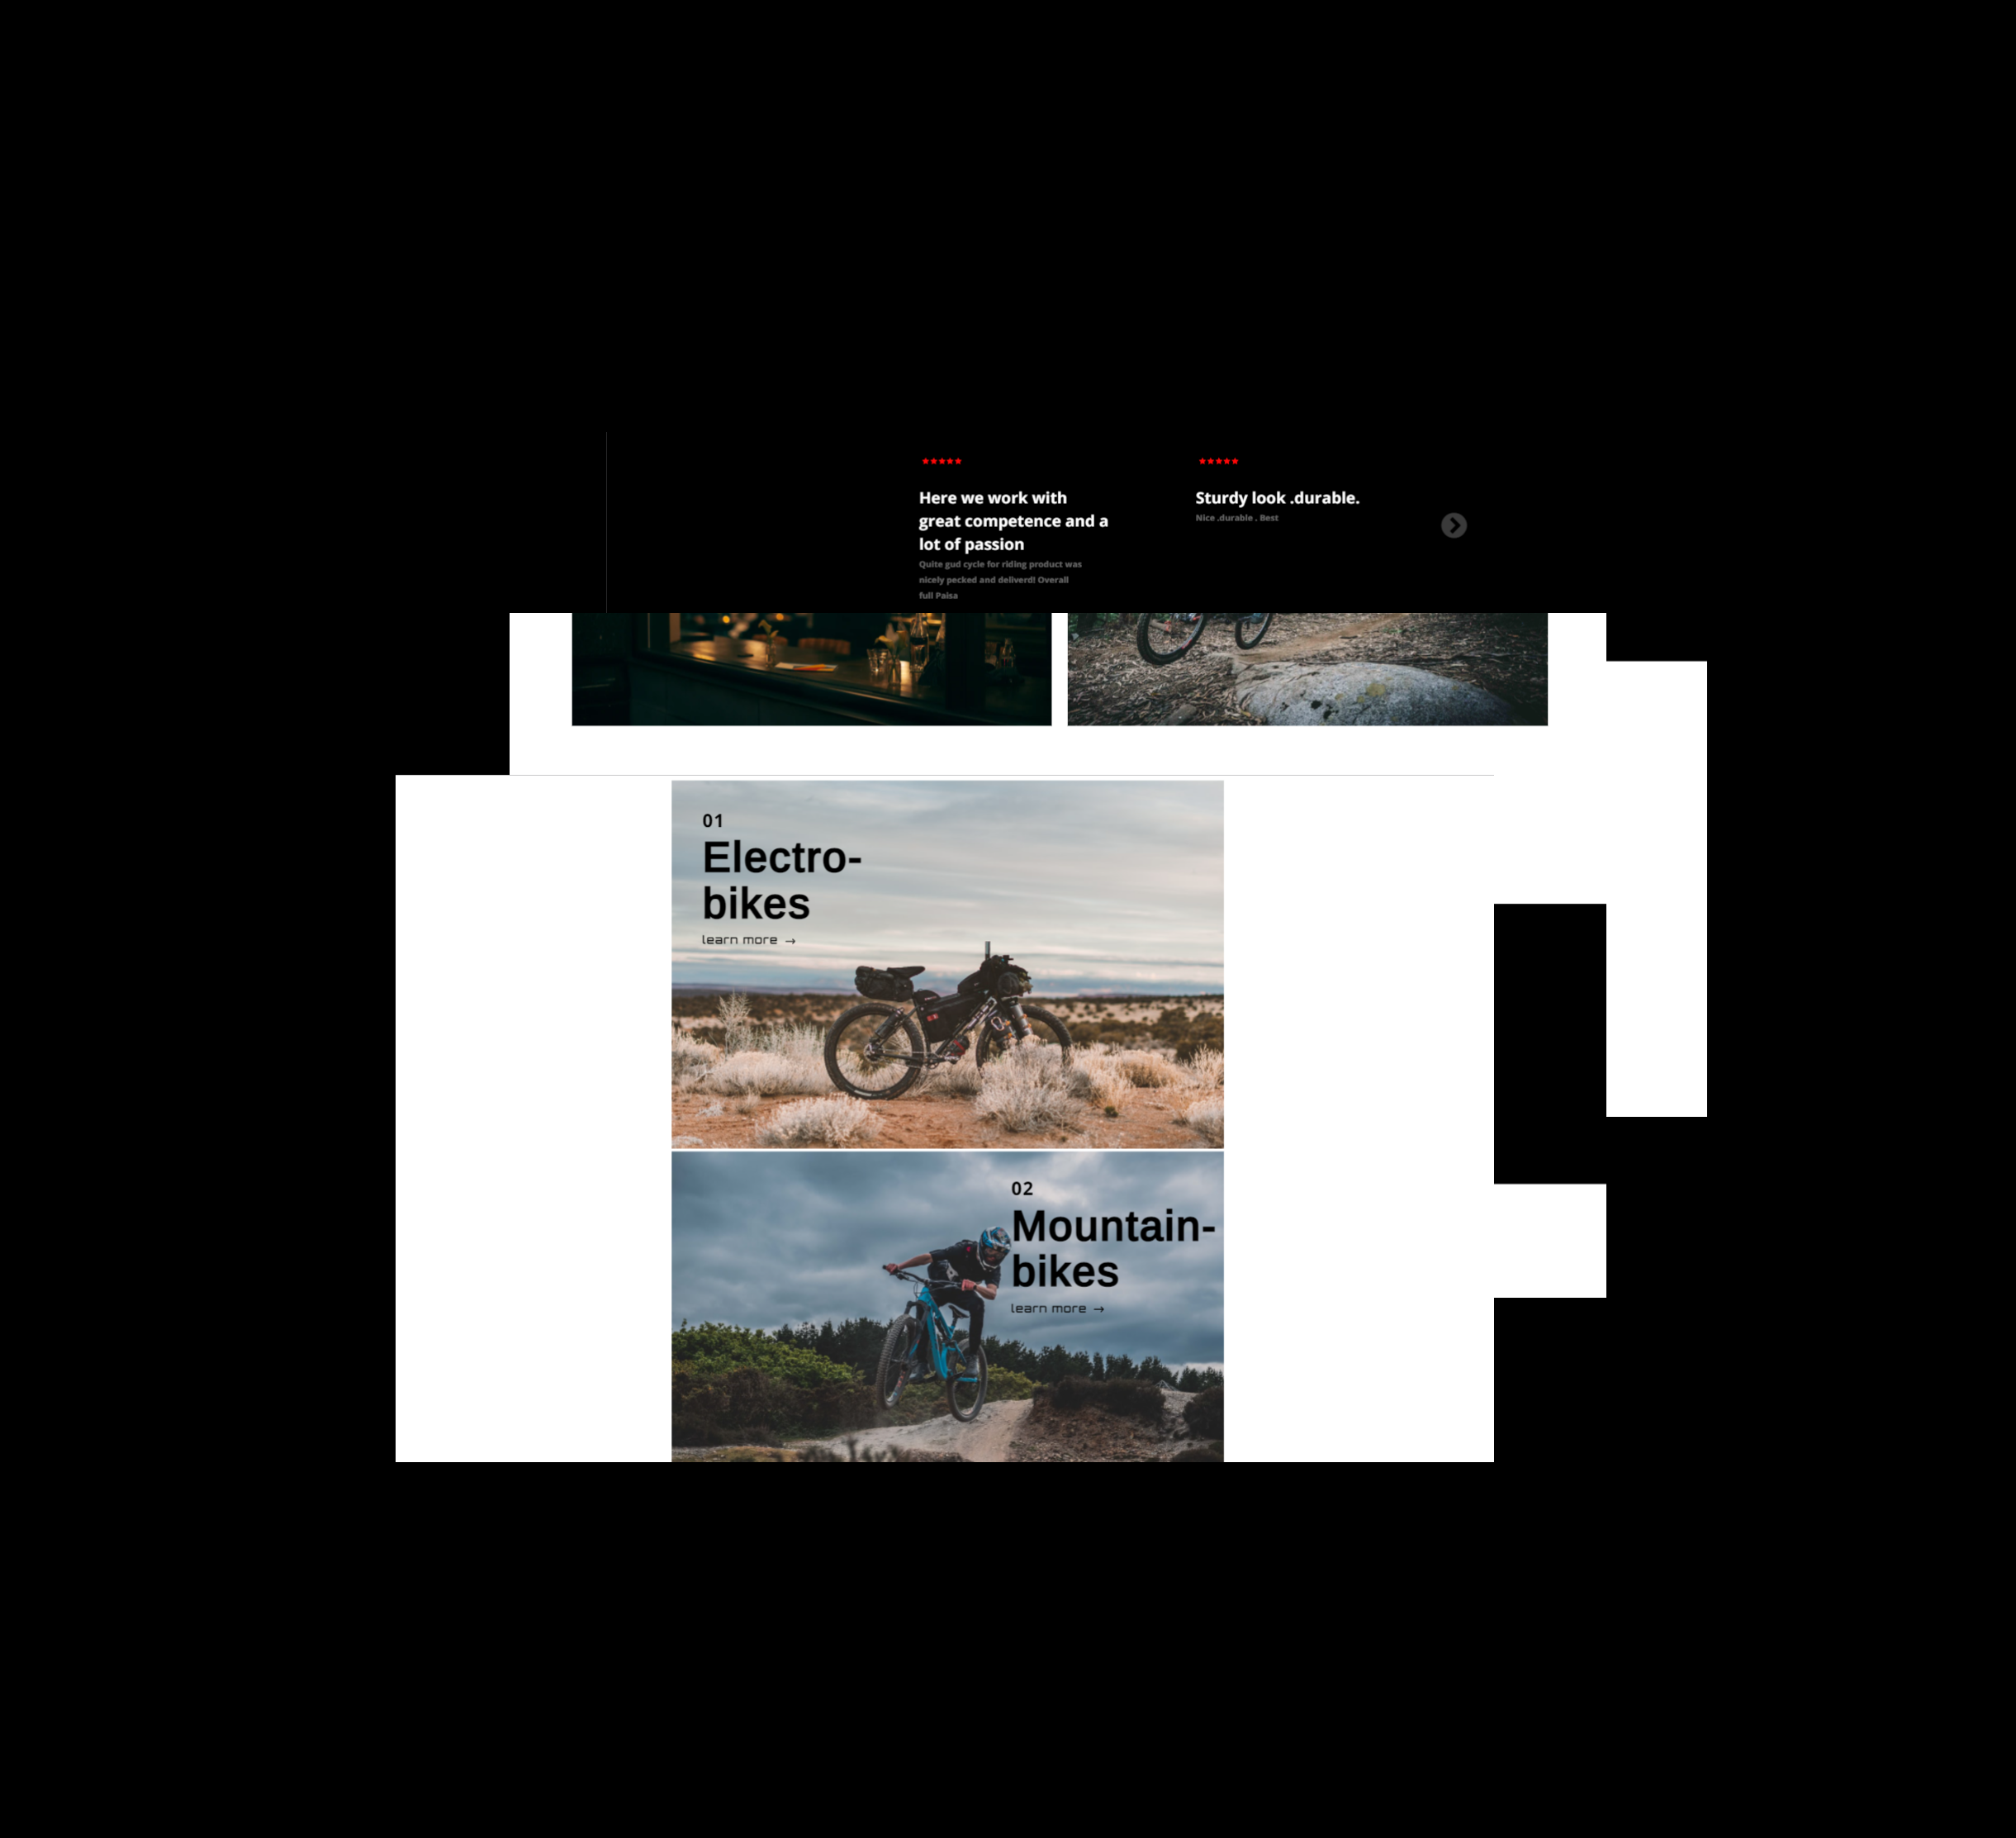 ★★★★★
Here we work with
great competence and a
lot of passion
Quite gud cycle for riding product was
nicely pecked and deliverd! Overall
full Paisa
★★★★★
Sturdy look .durable.
Nice .durable . Best
01
Electro-
bikes
learn more →
02
Mountain-
bikes
learn more →